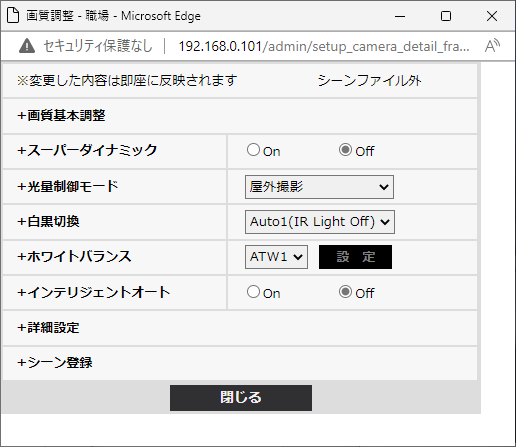 画質調整 - 職場 - Microsoft Edge
セキュリティ保護なし 192.168.0.101/admin/setup_camera_detail_fra...
※変更した内容は即座に反映されます シーンファイル外
+画質基本調整
+スーパーダイナミック On Off
+光量制御モード 屋外撮影
+白黒切換 Auto1(IR Light Off)
+ホワイトバランス ATW1 設 定
+インテリジェントオート On Off
+詳細設定
+シーン登録
閉じる